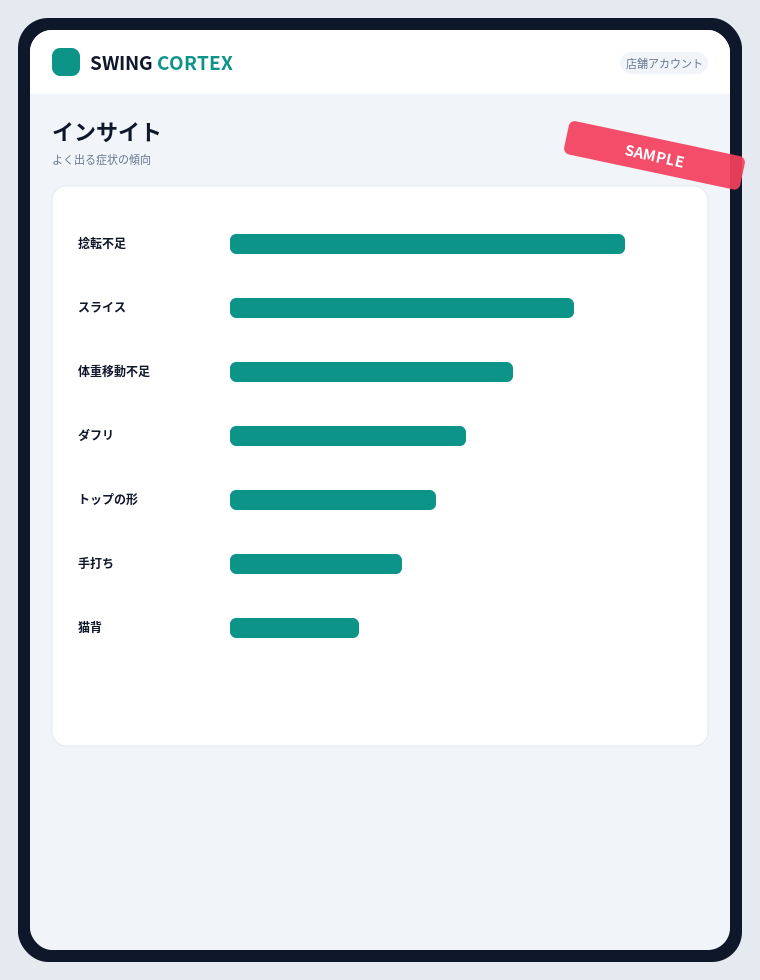 SWING CORTEX
店舗アカウント
インサイト
よく出る症状の傾向
SAMPLE
捻転不足
スライス
体重移動不足
ダフリ
トップの形
手打ち
猫背